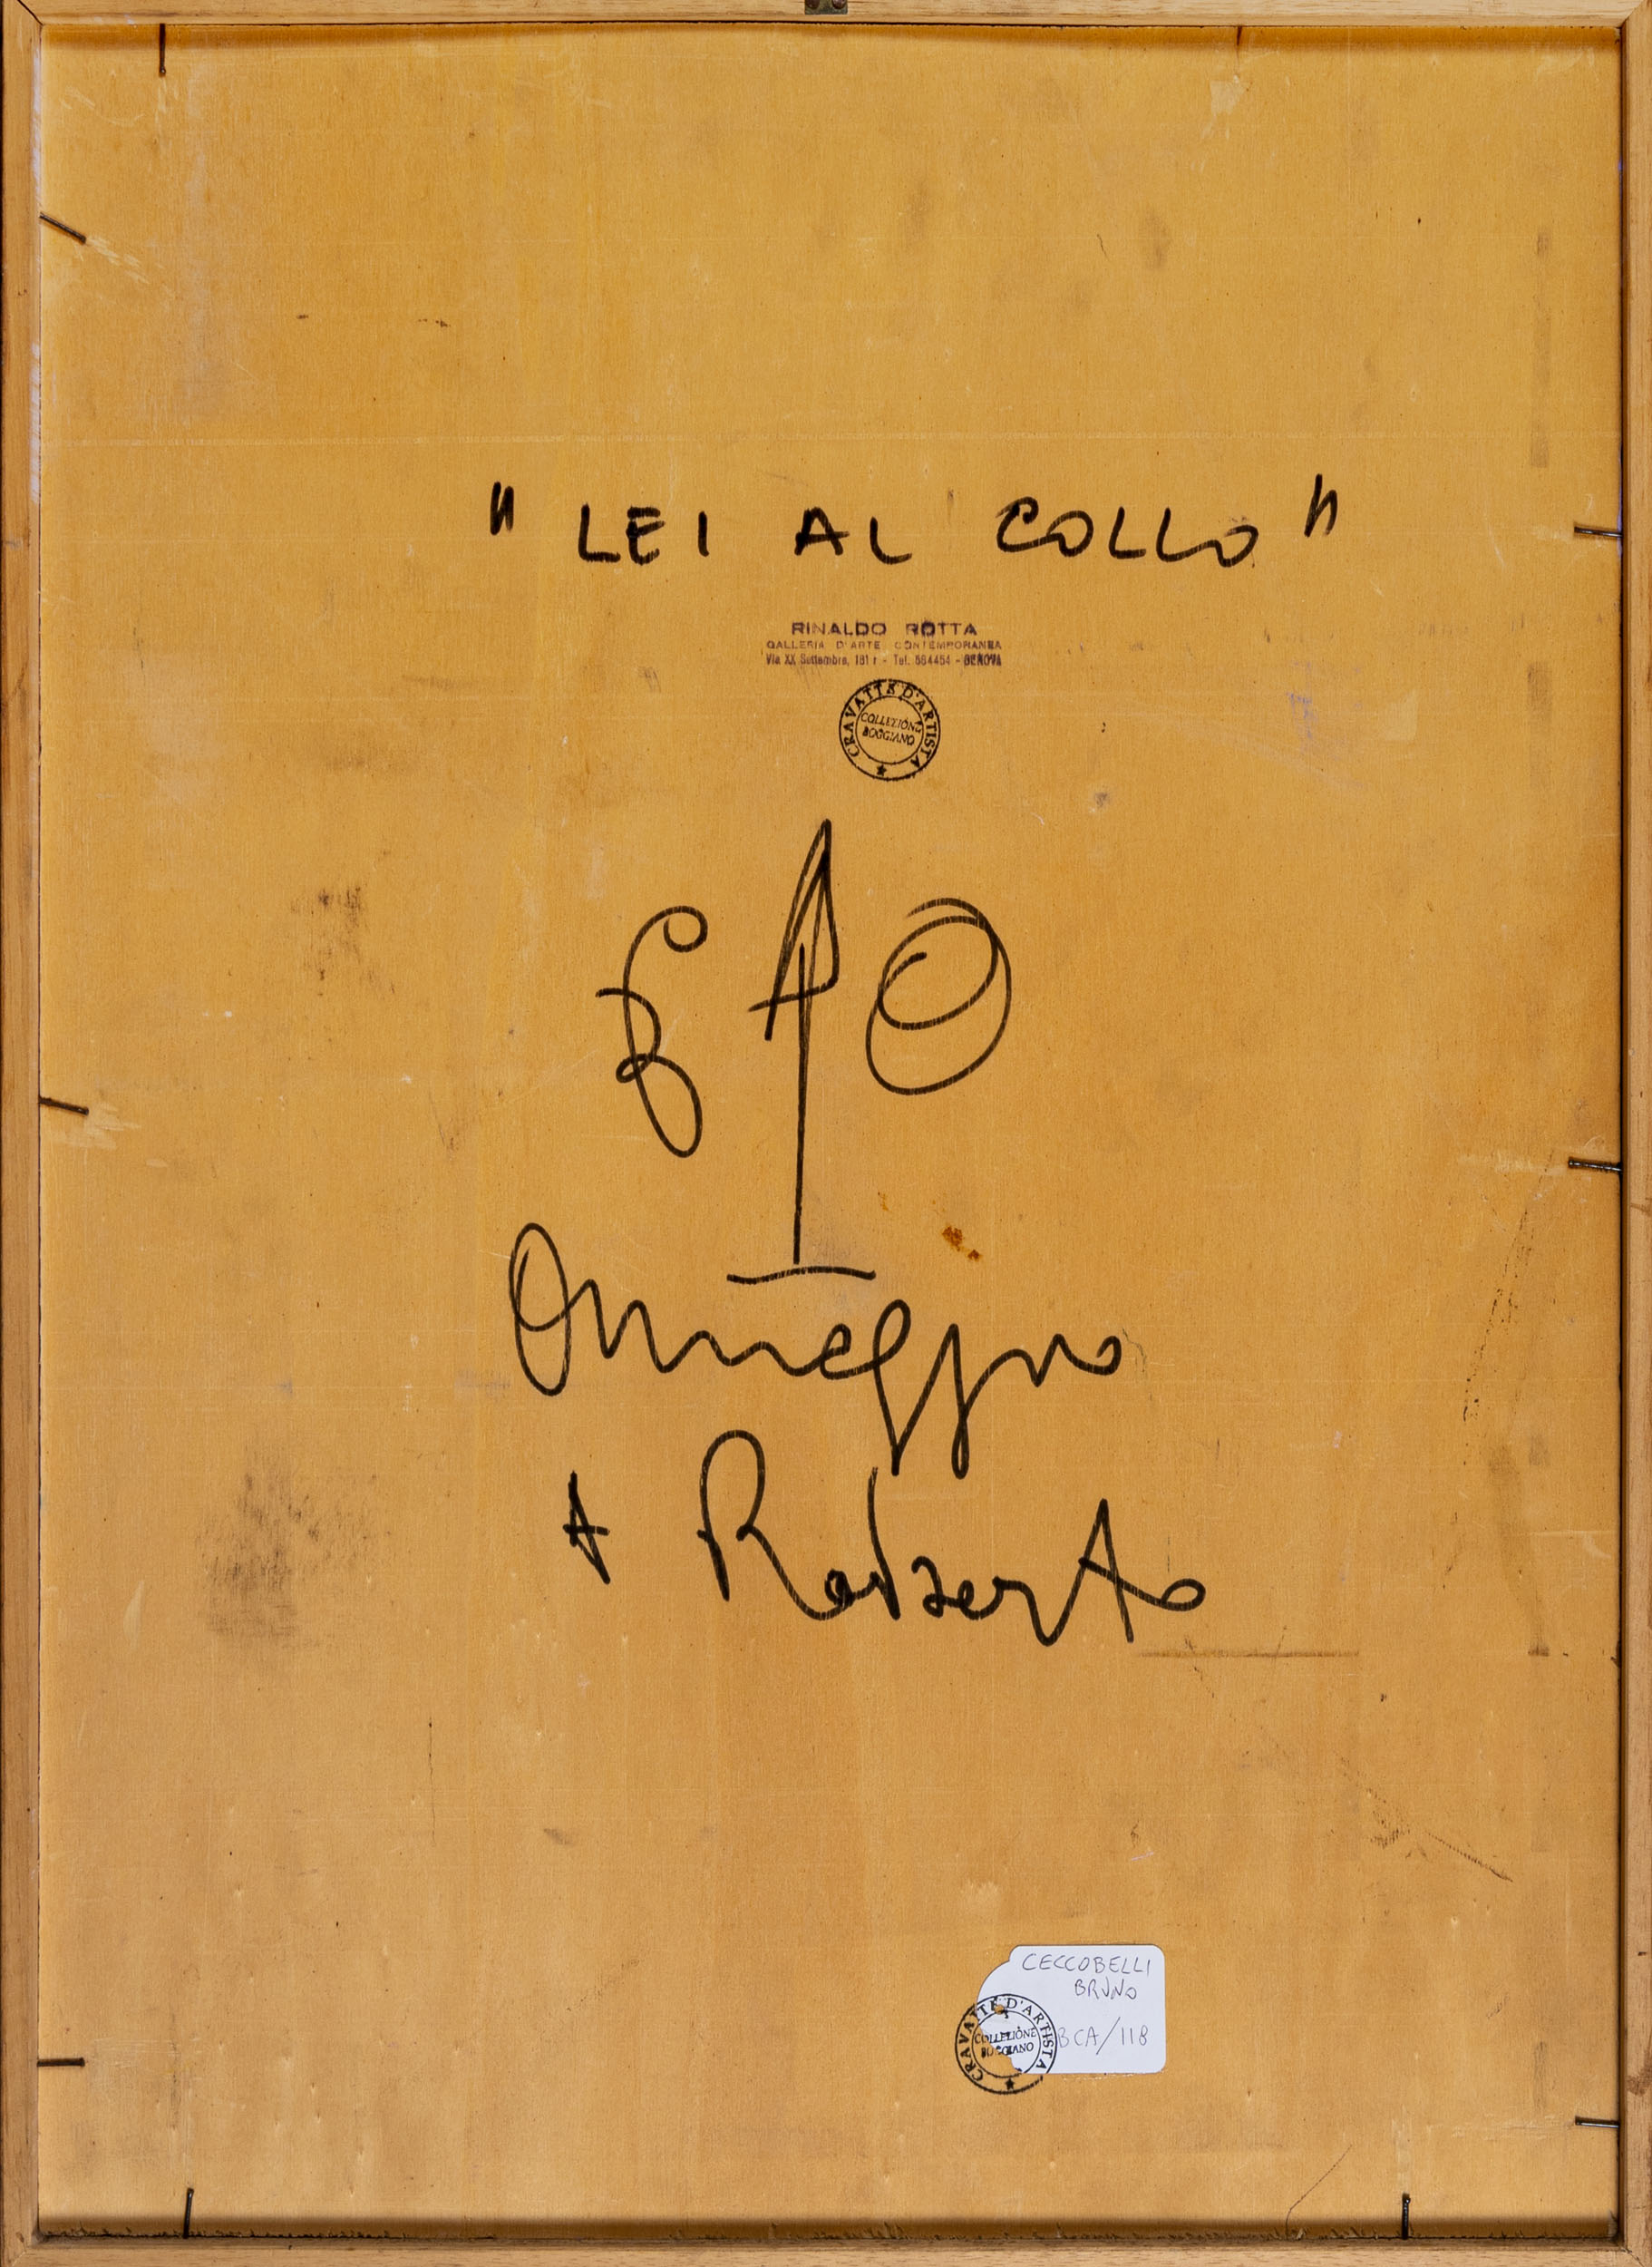 " LEI AL COLLO "
RINALDO ROTTA
GALLERIA D'ARTE CONTEMPORANEA
Via XX Settembre, 181 r - Tel. 564454 - GENOVA
CRAVATTE D'ARTISTA
COLLEZIONE
BOGGIANO
Omaggio
A Roberto
CECCOBELLI
BRUNO
BCA/118
CRAVATTE D'ARTISTA
COLLEZIONE
BOGGIANO